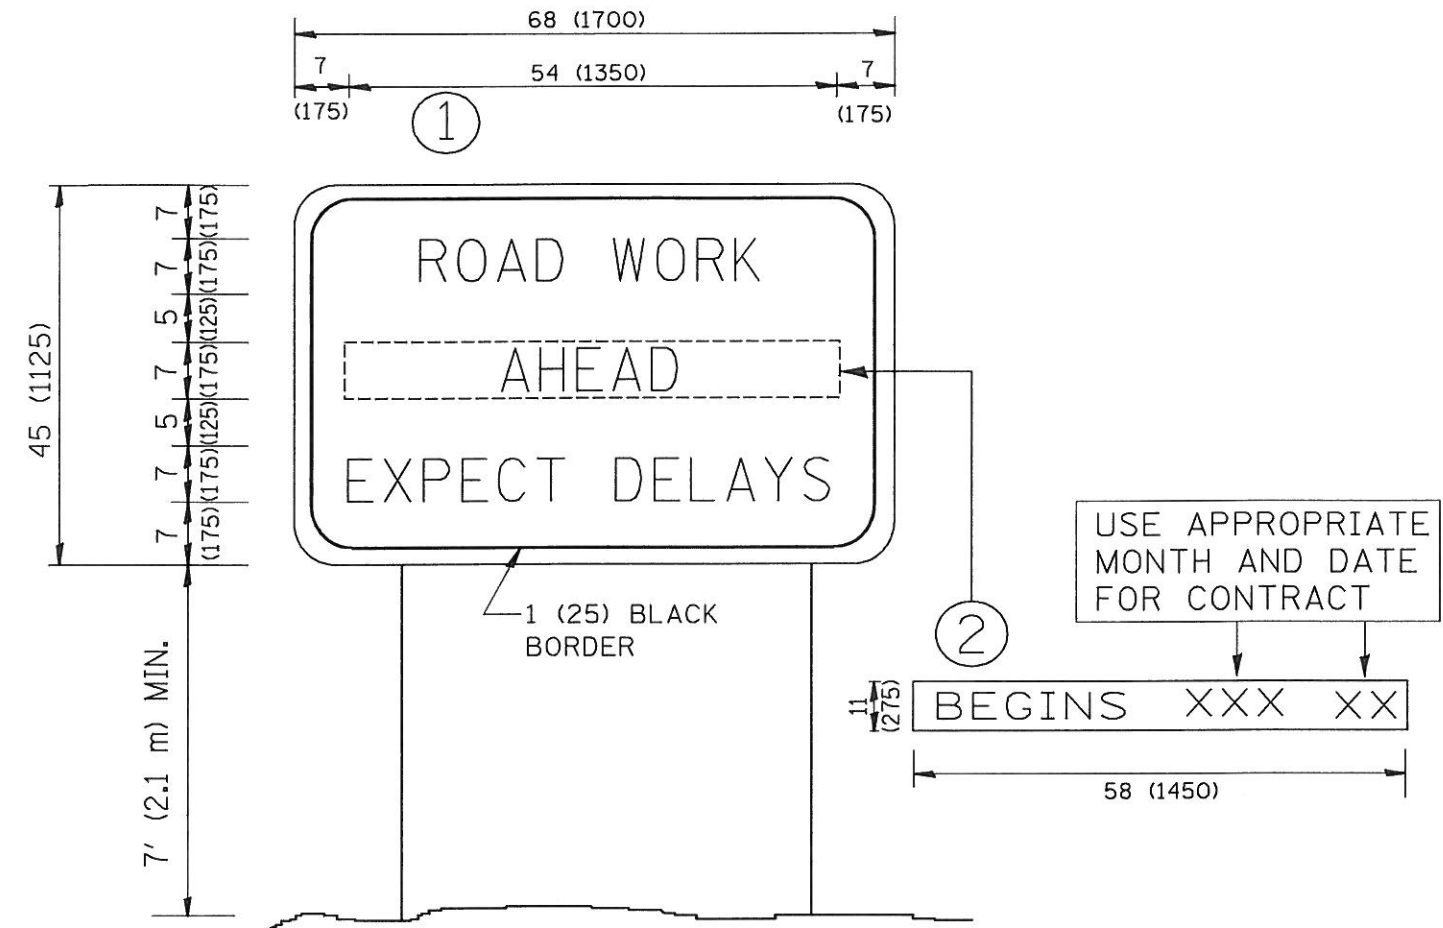 68 (1700)
7
54 (1350)
7
(175)
(175)
1
7
(175)
7
(175)
5
(125)
7
(175)
5
(125)
7
(175)
7
(175)
45 (1125)
ROAD WORK
AHEAD
EXPECT DELAYS
1 (25) BLACK
BORDER
7' (2.1 m) MIN.
USE APPROPRIATE
MONTH AND DATE
FOR CONTRACT
2
11
(275)
BEGINS XXX XX
58 (1450)